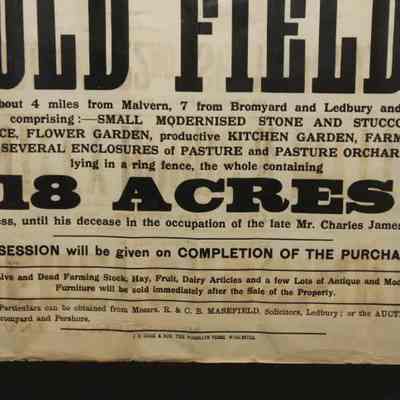 OLD FIELD
bout 4 miles from Malvern, 7 from Bromyard and Ledbury and
comprising:—SMALL MODERNISED STONE AND STUCCO
CE, FLOWER GARDEN, productive KITCHEN GARDEN, FARM
SEVERAL ENCLOSURES of PASTURE and PASTURE ORCHAR
lying in a ring fence, the whole containing
18 ACRES
ess, until his decease in the occupation of the late Mr. Charles James
SESSION will be given on COMPLETION OF THE PURCHA
Live and Dead Farming Stock, Hay, Fruit, Dairy Articles and a few Lots of Antique and Mod
Furniture will be sold immediately after the Sale of the Property.
Particulars can be obtained from Messrs. R. & C. B. MASEFIELD, Solicitors, Ledbury; or the AUCT
romyard and Pershore.